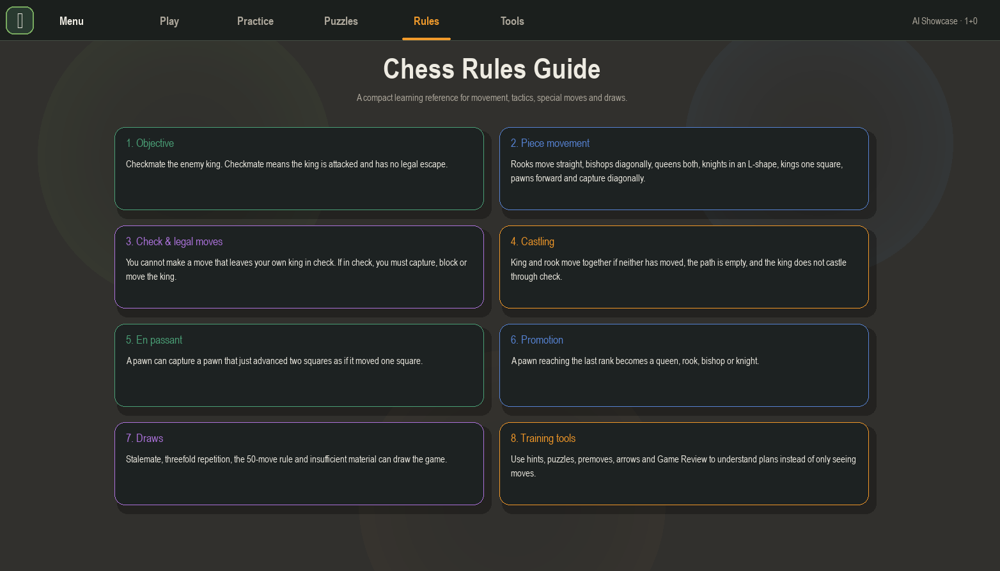 Menu
Play
Practice
Puzzles
Rules
Tools
AI Showcase · 1+0
Chess Rules Guide
A compact learning reference for movement, tactics, special moves and draws.
1. Objective
Checkmate the enemy king. Checkmate means the king is attacked and has no legal escape.
2. Piece movement
Rooks move straight, bishops diagonally, queens both, knights in an L-shape, kings one square,
pawns forward and capture diagonally.
3. Check & legal moves
You cannot make a move that leaves your own king in check. If in check, you must capture, block or
move the king.
4. Castling
King and rook move together if neither has moved, the path is empty, and the king does not castle
through check.
5. En passant
A pawn can capture a pawn that just advanced two squares as if it moved one square.
6. Promotion
A pawn reaching the last rank becomes a queen, rook, bishop or knight.
7. Draws
Stalemate, threefold repetition, the 50-move rule and insufficient material can draw the game.
8. Training tools
Use hints, puzzles, premoves, arrows and Game Review to understand plans instead of only seeing
moves.